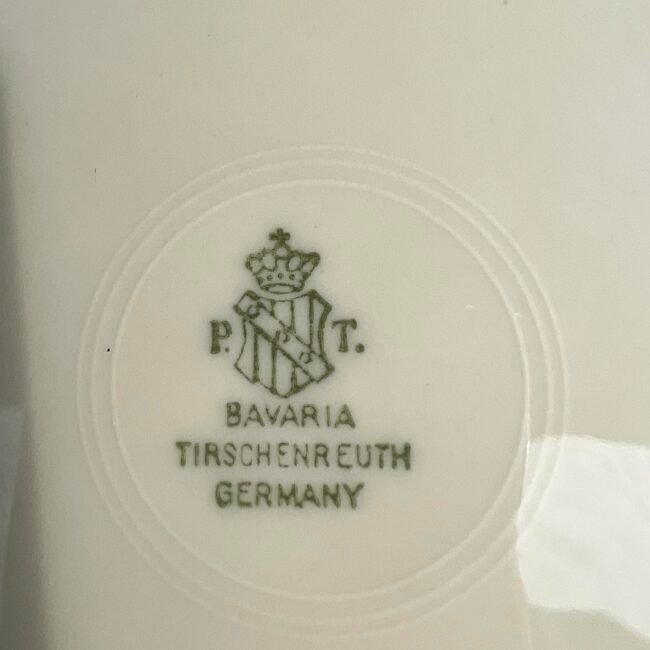 P. T.
BAVARIA
TIRSCHENREUTH
GERMANY